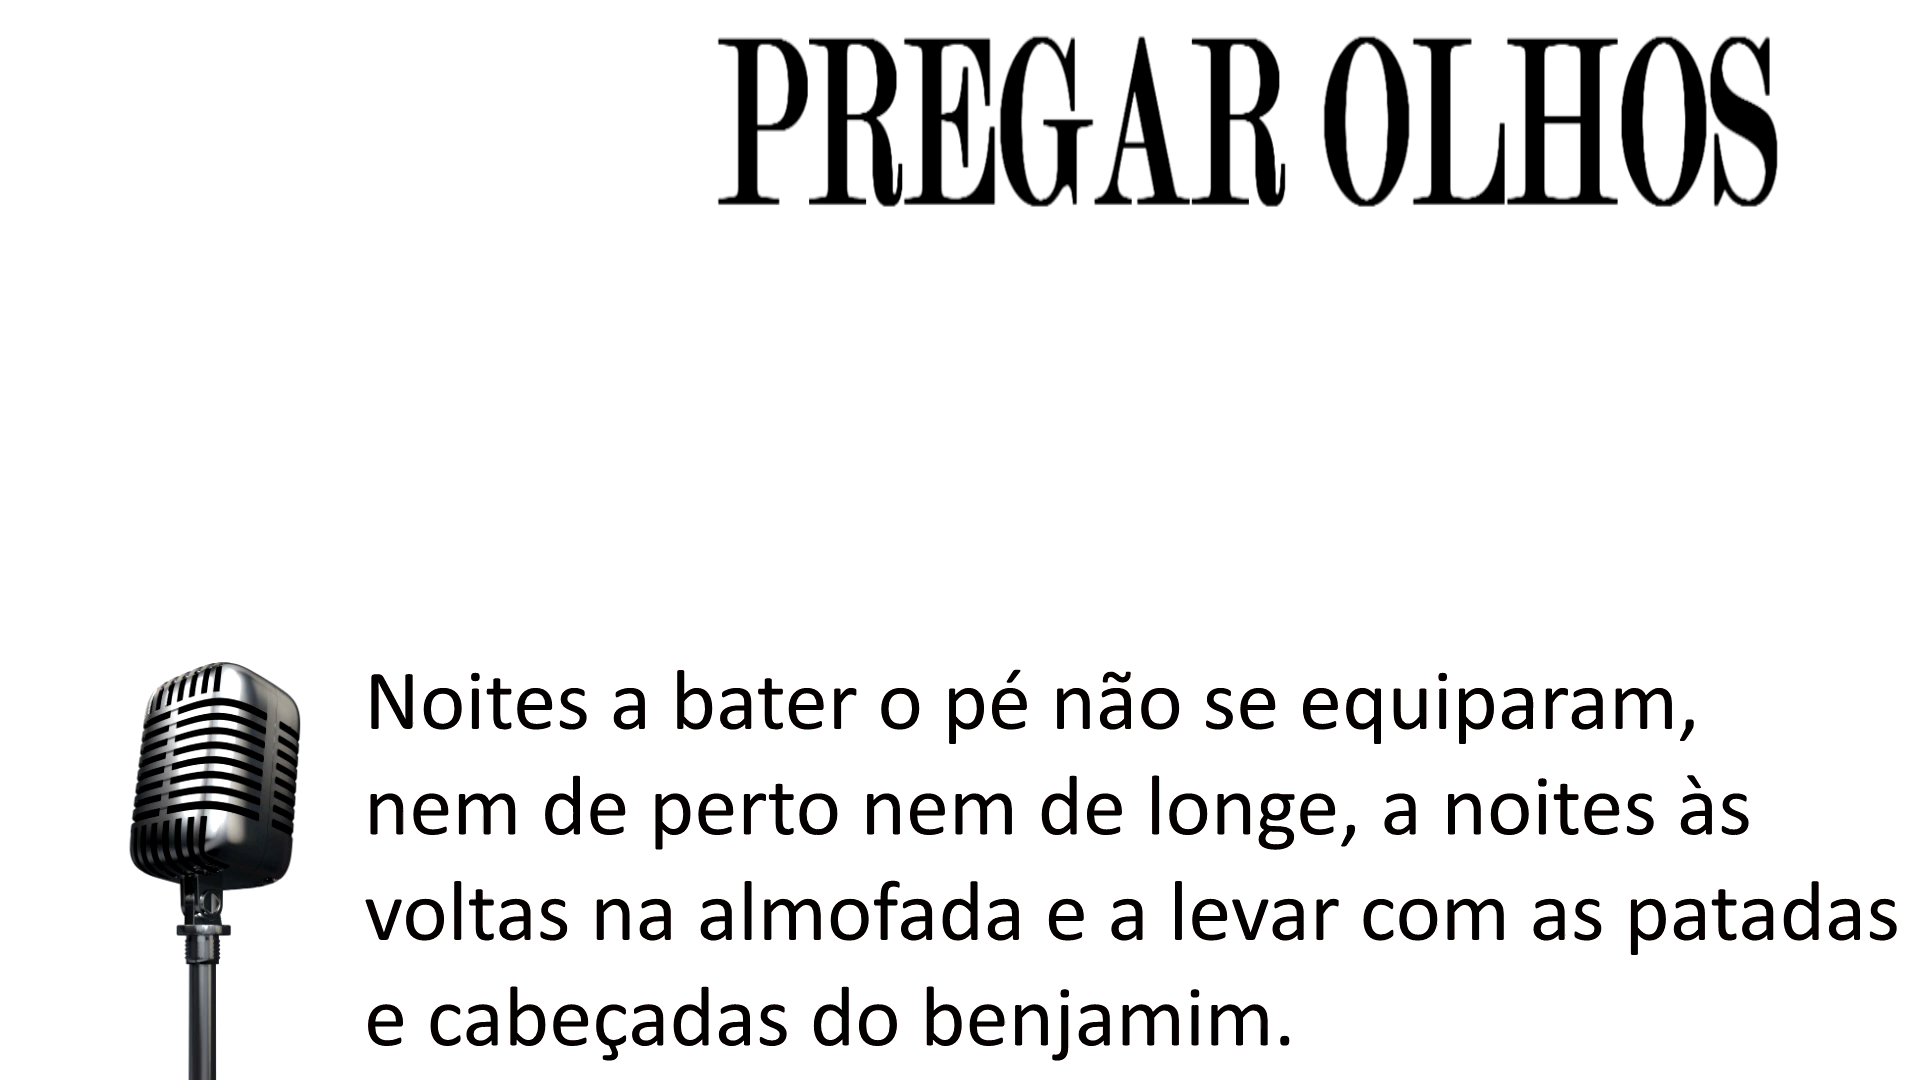 PREGAR OLHOS
Noites a bater o pé não se equiparam,
nem de perto nem de longe, a noites às
voltas na almofada e a levar com as patadas
e cabeçadas do benjamim.